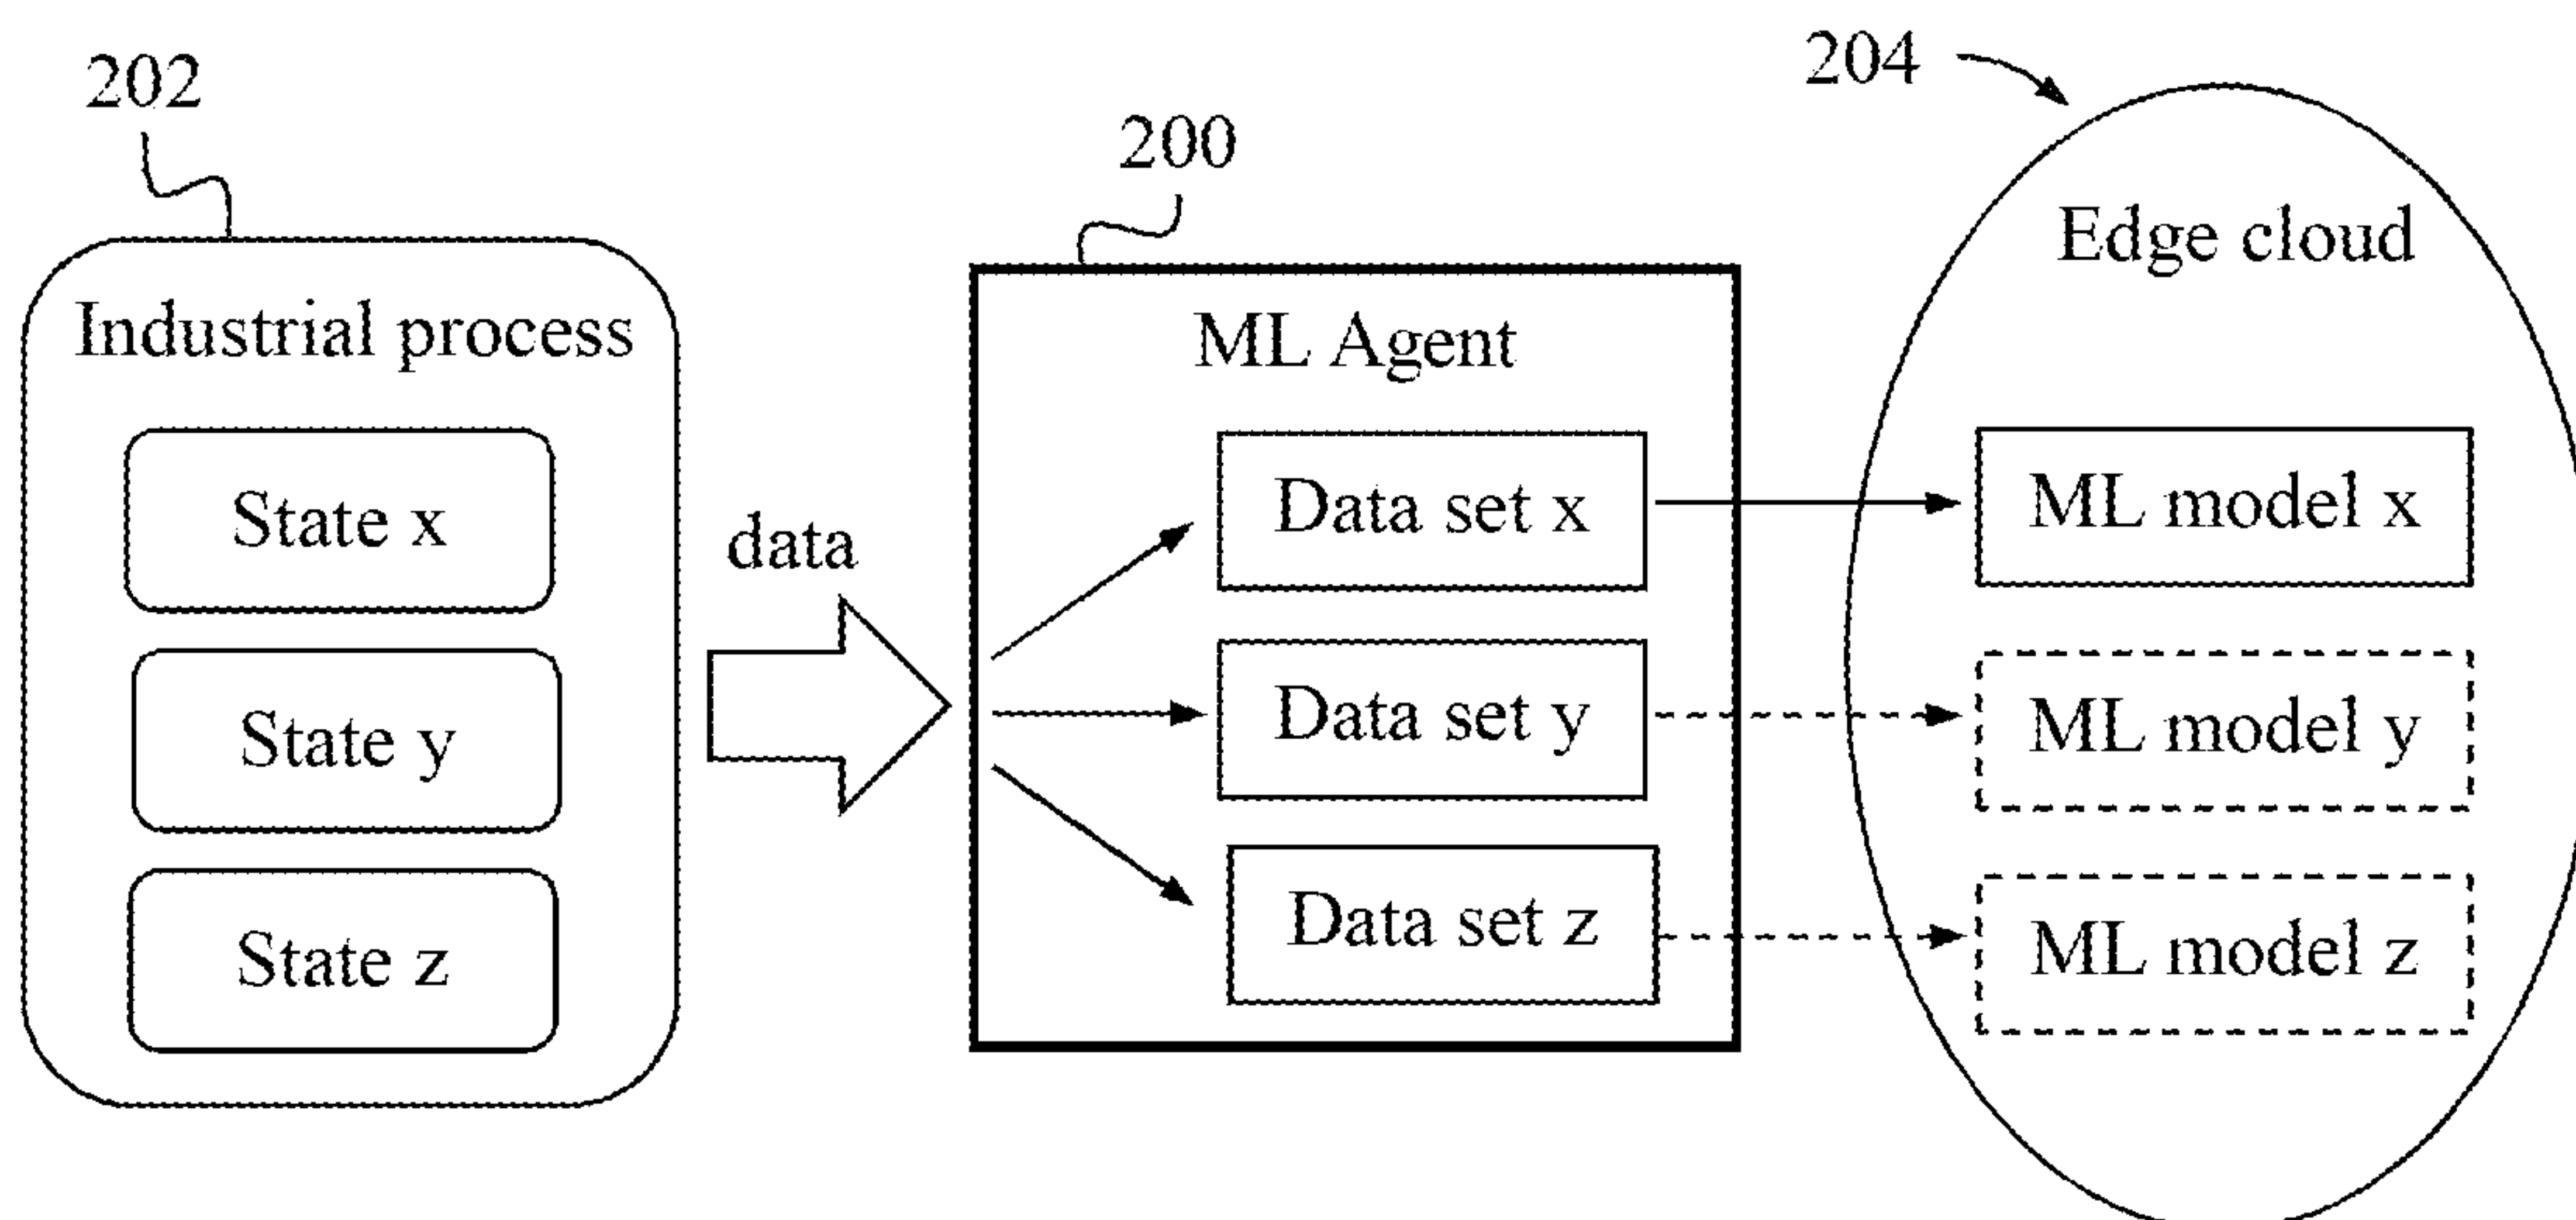 202
Industrial process
State x
State y
State z
data
200
ML Agent
Data set x
Data set y
Data set z
204
Edge cloud
ML model x
ML model y
ML model z